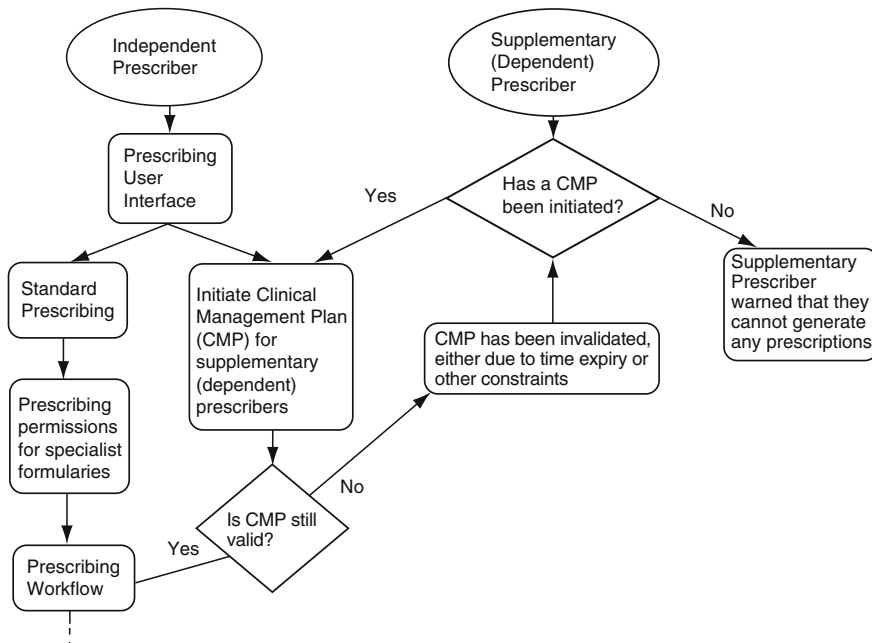 Independent
Prescriber
Supplementary
(Dependent)
Prescriber
Prescribing
User
Interface
Yes
Has a CMP
been initiated?
No
Standard
Prescribing
Initiate Clinical
Management Plan
(CMP) for
supplementary
(dependent)
prescribers
CMP has been invalidated,
either due to time expiry or
other constraints
Supplementary
Prescriber
warned that they
cannot generate
any prescriptions
Prescribing
permissions
for specialist
formularies
No
Is CMP still
valid?
Yes
Prescribing
Workflow